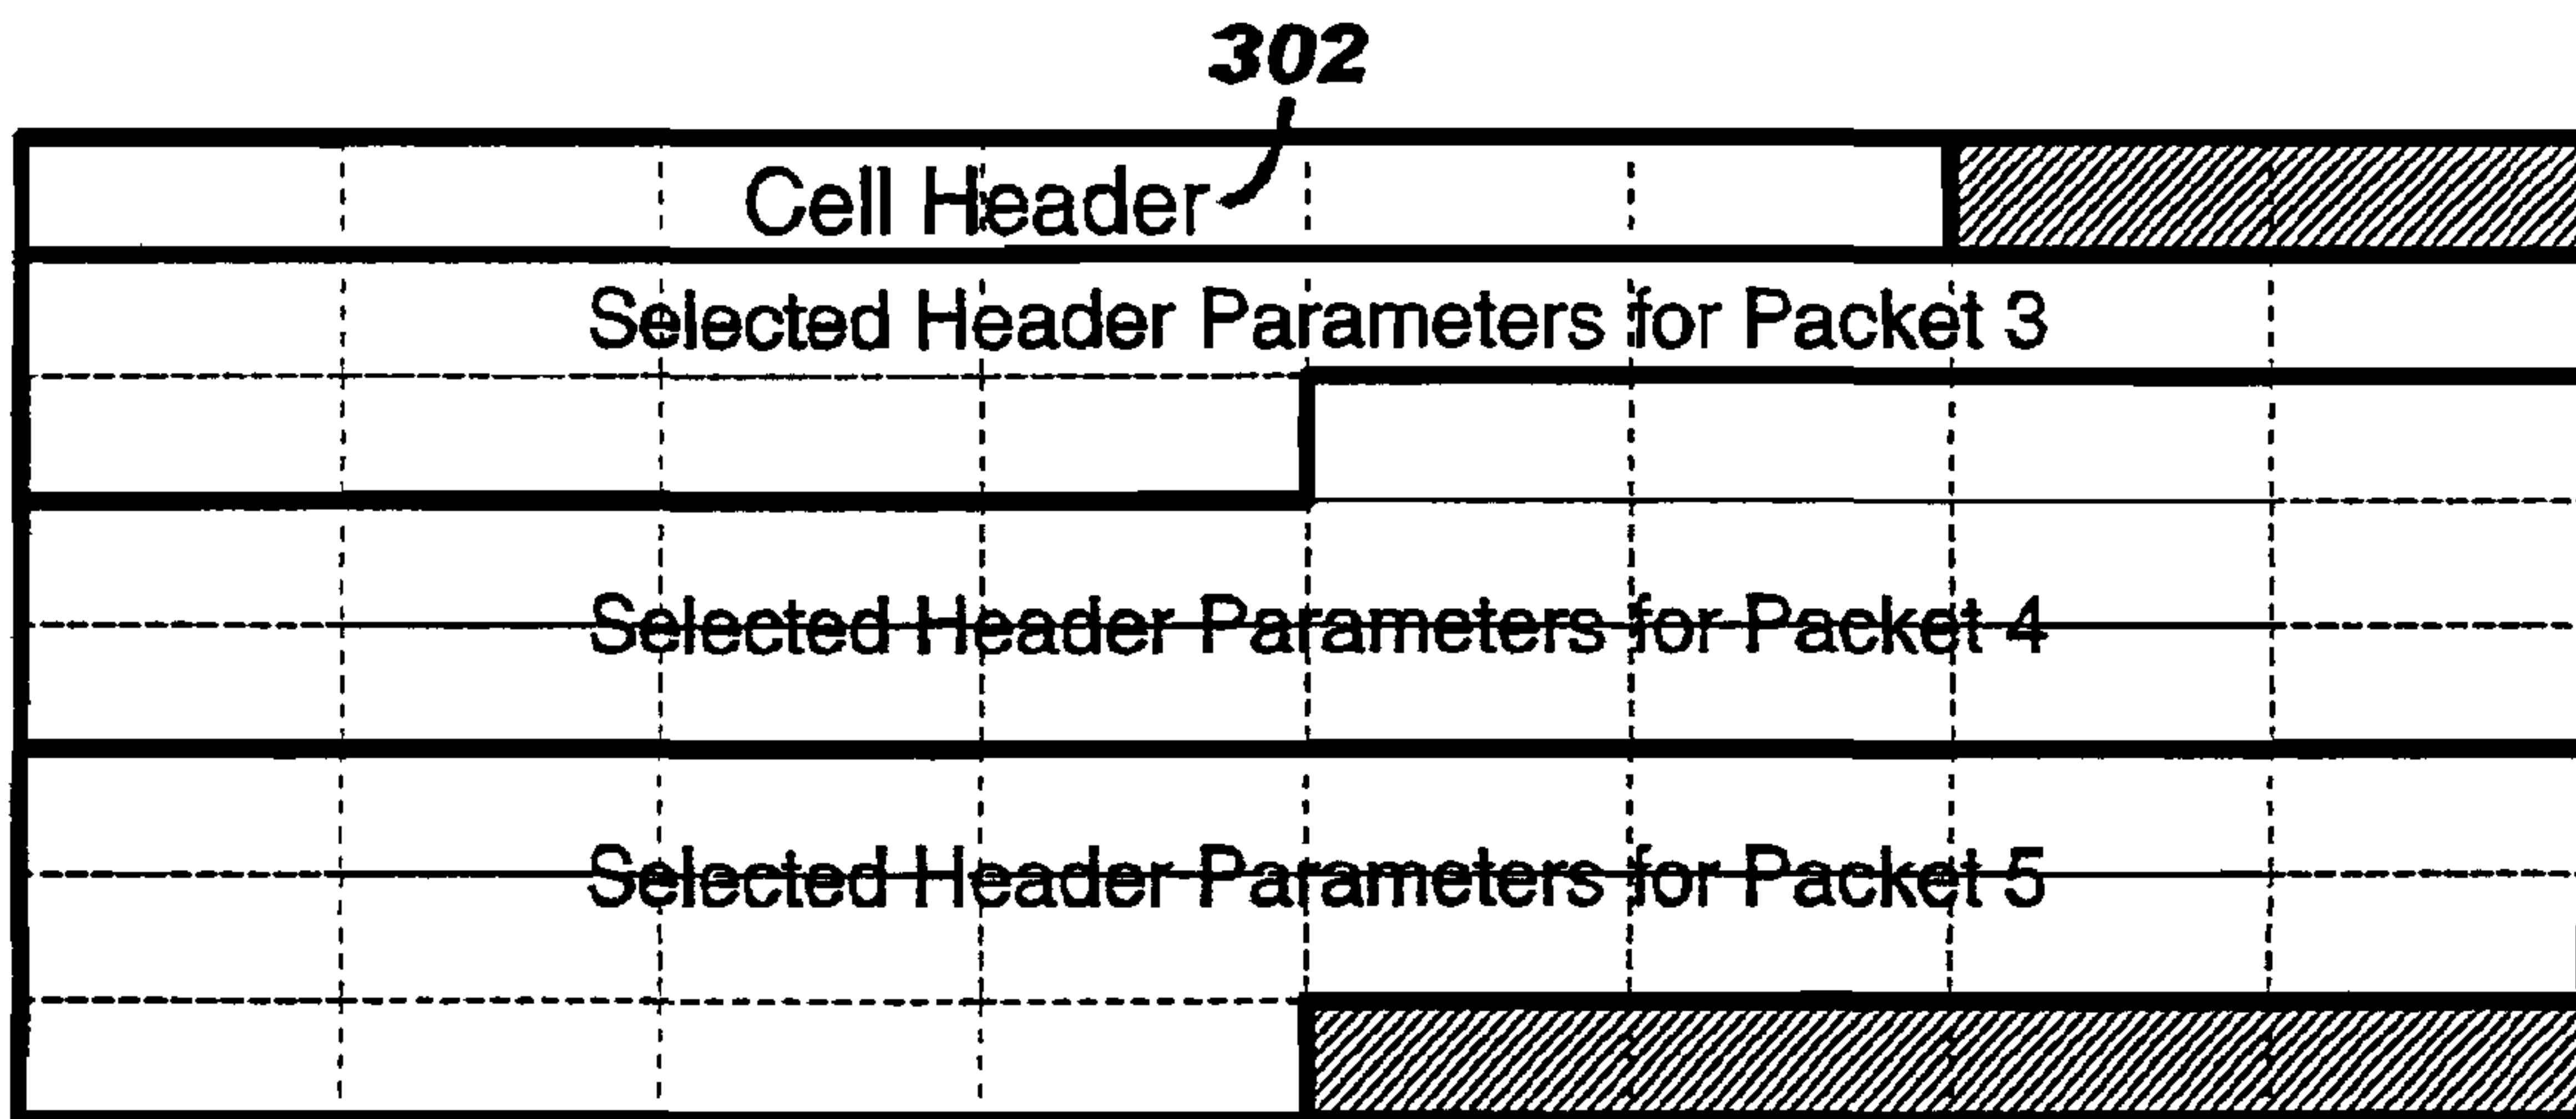 302
Cell Header
Selected Header Parameters for Packet 3
Selected Header Parameters for Packet 4
Selected Header Parameters for Packet 5